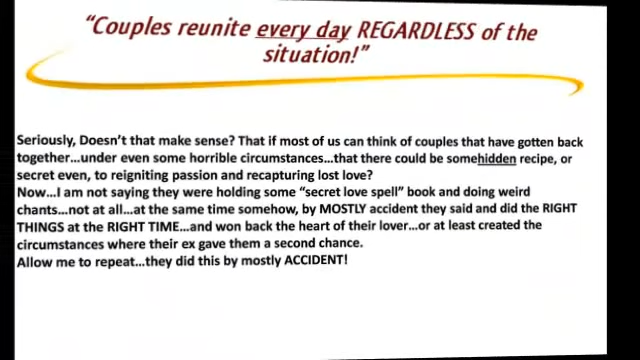 “Couples reunite every day REGARDLESS of the
situation!”
Seriously, Doesn’t that make sense? That if most of us can think of couples that have gotten back
together…under even some horrible circumstances…that there could be somehidden recipe, or
secret even, to reigniting passion and recapturing lost love?
Now…I am not saying they were holding some “secret love spell” book and doing weird
chants…not at all…at the same time somehow, by MOSTLY accident they said and did the RIGHT
THINGS at the RIGHT TIME…and won back the heart of their lover…or at least created the
circumstances where their ex gave them a second chance.
Allow me to repeat…they did this by mostly ACCIDENT!